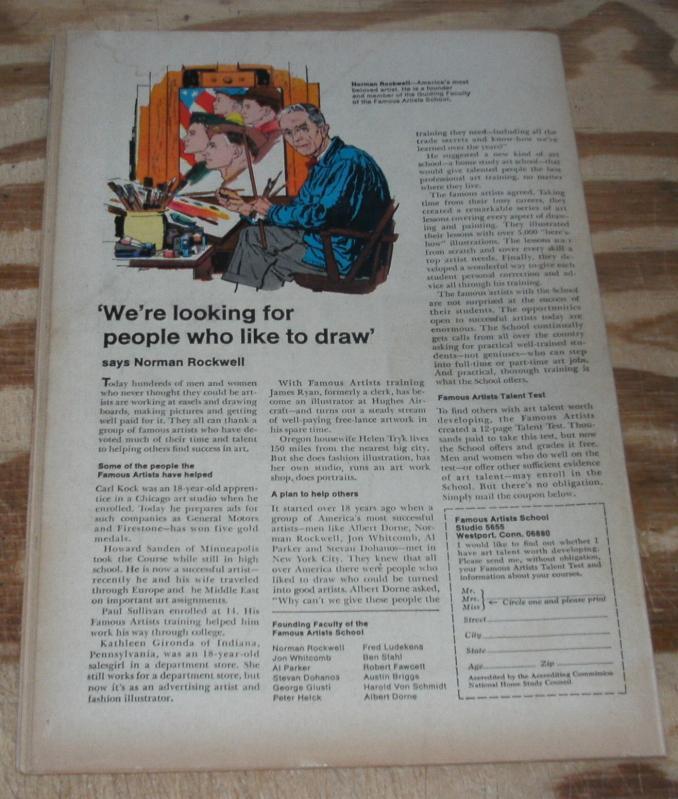 Norman Rockwell—America's most
beloved artist. He is a founder
and member of the Guiding Faculty
of the Famous Artists School.
'We're looking for
people who like to draw'
says Norman Rockwell
Today hundreds of men and women
who never thought they could be art-
ists are working at easels and drawing
boards, making pictures and getting
well paid for it. They all can thank a
group of famous artists who have de-
voted much of their time and talent
to helping others find success in art.
Some of the people the
Famous Artists have helped
Carl Kock was an 18-year-old appren-
tice in a Chicago art studio when he
enrolled. Today he prepares ads for
such companies as General Motors
and Firestone—has won five gold
medals.
Howard Sanden of Minneapolis
took the Course while still in high
school. He is now a successful artist—
recently he and his wife traveled
through Europe and he Middle East
on important art assignments.
Paul Sullivan enrolled at 14. His
Famous Artists training helped him
work his way through college.
Kathleen Gironda of Indiana,
Pennsylvania, was an 18-year-old
salesgirl in a department store. She
still works for a department store, but
now it's as an advertising artist and
fashion illustrator.
With Famous Artists training
James Ryan, formerly a clerk, has be-
come an illustrator at Hughes Air-
craft—and turns out a steady stream
of well-paying free-lance artwork in
his spare time.
Oregon housewife Helen Tryk lives
150 miles from the nearest big city.
But she does fashion illustration, has
her own studio, runs an art work
shop, does portraits.
A plan to help others
It started over 18 years ago when a
group of America's most successful
artists—men like Albert Dorne, Nor-
man Rockwell, Jon Whitcomb, Al
Parker and Stevan Dohanos—met in
New York City. They knew that all
over America there were people who
liked to draw who could be turned
into good artists. Albert Dorne asked,
"Why can't we give these people the
Founding Faculty of the
Famous Artists School
Norman Rockwell
Jon Whitcomb
Al Parker
Stevan Dohanos
George Giusti
Peter Helck
Fred Ludekens
Ben Stahl
Robert Fawcett
Austin Briggs
Harold Von Schmidt
Albert Dorne
training they need—including all the
trade secrets and know-how we've
learned over the years?"
He suggested a new kind of art
school—a home study art school—that
would give talented people the best
professional art training, no matter
where they live.
The famous artists agreed. Taking
time from their busy careers, they
created a remarkable series of art
lessons covering every aspect of draw-
ing and painting. They illustrated
their lessons with over 5,000 "here's-
how" illustrations. The lessons start
from scratch and cover every skill a
top artist needs. Finally, they de-
veloped a wonderful way to give each
student personal correction and ad-
vice all through his training.
The famous artists with the School
are not surprised at the success of
their students. The opportunities
open to successful artists today are
enormous. The School continually
gets calls from all over the country
asking for practical well-trained stu-
dents—not geniuses—who can step
into full-time or part-time art jobs.
And practical, thorough training is
what the School offers.
Famous Artists Talent Test
To find others with art talent worth
developing, the Famous Artists
created a 12-page Talent Test. Thou-
sands paid to take this test, but now
the School offers and grades it free.
Men and women who do well on the
test—or offer other sufficient evidence
of art talent—may enroll in the
School. But there's no obligation.
Simply mail the coupon below.
Famous Artists School
Studio 5655
Westport, Conn. 06880
I would like to find out whether I
have art talent worth developing.
Please send me, without obligation,
your Famous Artists Talent Test and
information about your courses.
Mr.
Mrs.
Miss
← Circle one and please print
Street
City
State
Age Zip
Accredited by the Accrediting Commission
National Home Study Council.